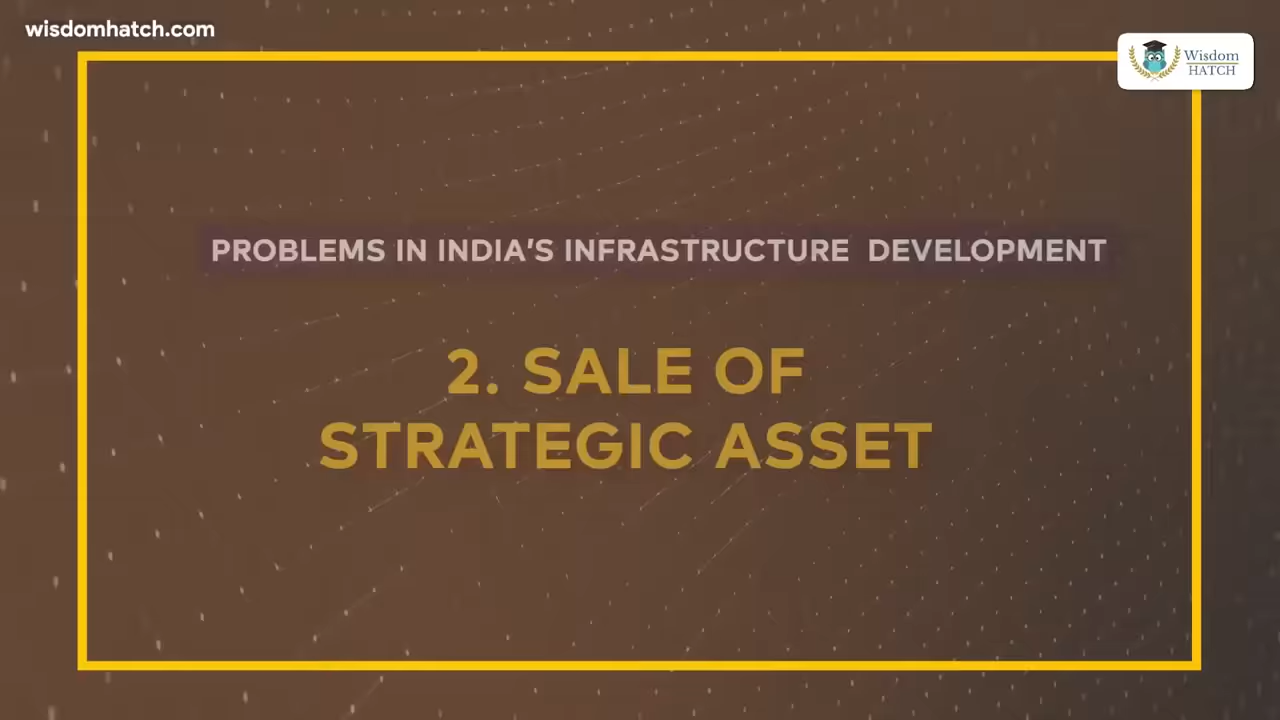 wisdomhatch.com
Wisdom
HATCH
PROBLEMS IN INDIA'S INFRASTRUCTURE DEVELOPMENT
2. SALE OF
STRATEGIC ASSET